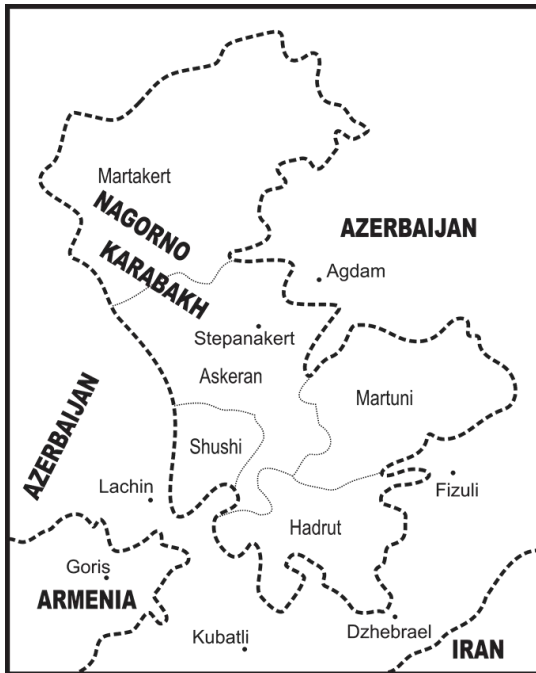 Martakert
NAGORNO
KARABAKH
AZERBAIJAN
Agdam
Stepanakert
Askeran
Martuni
AZERBAIJAN
Shushi
Lachin
Fizuli
Hadrut
Goris
ARMENIA
Dzhebrael
Kubatli
IRAN